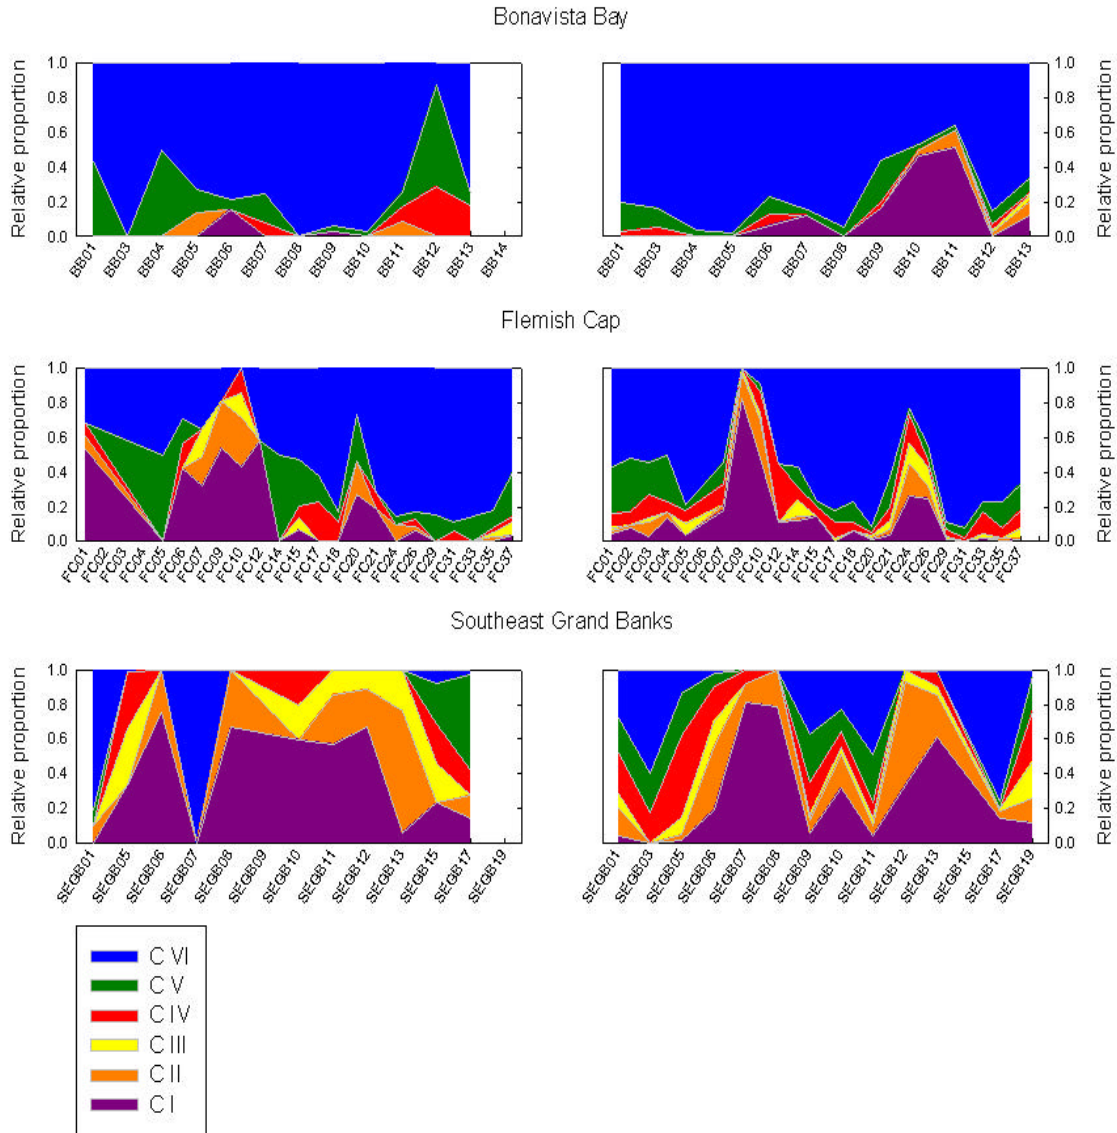 Bonavista Bay
Relative proportion
1.0
0.8
0.6
0.4
0.2
0.0
BB01 BB03 BB04 BB05 BB06 BB07 BB08 BB09 BB10 BB11 BB12 BB13 BB14
BB01 BB03 BB04 BB05 BB06 BB07 BB08 BB09 BB10 BB11 BB12 BB13
1.0
0.8
0.6
0.4
0.2
0.0
Relative proportion
Flemish Cap
Relative proportion
1.0
0.8
0.6
0.4
0.2
0.0
FC01 FC02 FC03 FC04 FC05 FC06 FC07 FC09 FC10 FC12 FC14 FC15 FC17 FC18 FC20 FC21 FC24 FC26 FC29 FC31 FC33 FC35 FC37
FC01 FC02 FC03 FC04 FC05 FC06 FC07 FC09 FC10 FC12 FC14 FC15 FC17 FC18 FC20 FC21 FC24 FC26 FC29 FC31 FC33 FC35 FC37
1.0
0.8
0.6
0.4
0.2
0.0
Relative proportion
Southeast Grand Banks
Relative proportion
1.0
0.8
0.6
0.4
0.2
0.0
SEGB01 SEGB05 SEGB06 SEGB07 SEGB08 SEGB09 SEGB10 SEGB11 SEGB12 SEGB13 SEGB15 SEGB17 SEGB19
SEGB01 SEGB03 SEGB05 SEGB06 SEGB07 SEGB08 SEGB09 SEGB10 SEGB11 SEGB12 SEGB13 SEGB15 SEGB17 SEGB19
1.0
0.8
0.6
0.4
0.2
0.0
Relative proportion
C VI
C V
C IV
C III
C II
C I